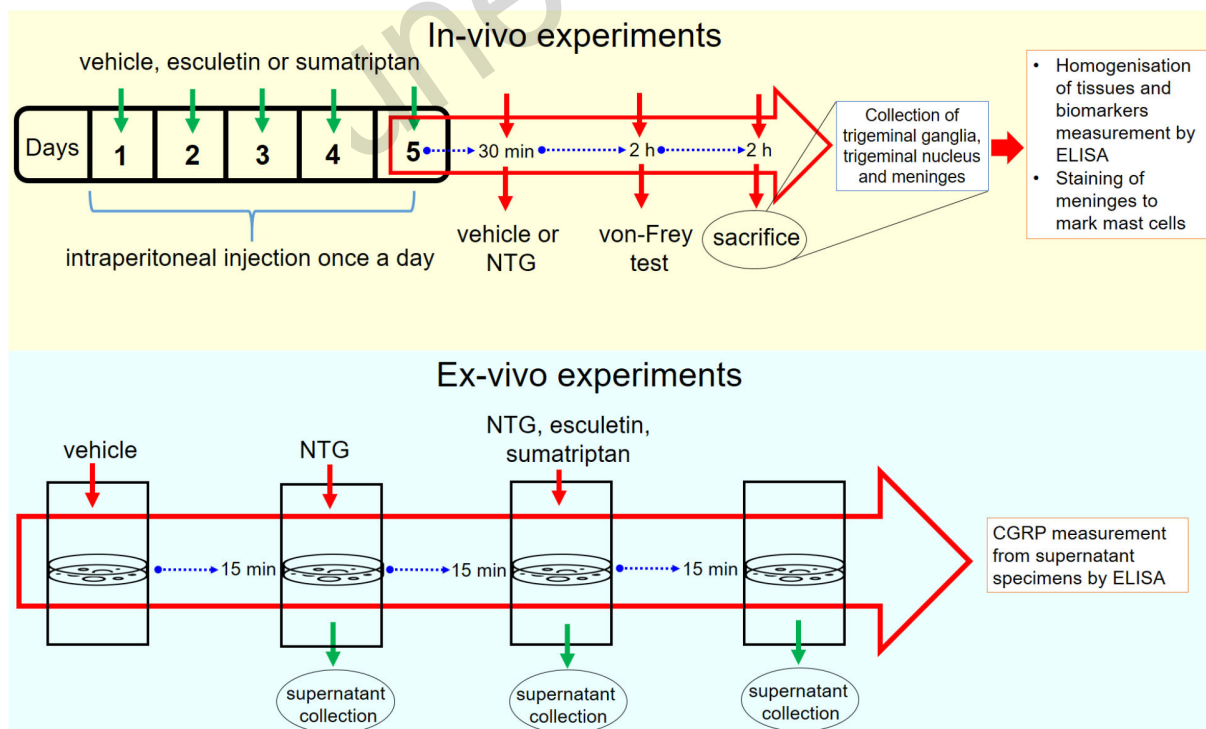 In-vivo experiments
vehicle, esculetin or sumatriptan
Days 1 2 3 4 5 30 min 2 h 2 h
intraperitoneal injection once a day
vehicle or
NTG
von-Frey
test
sacrifice
Collection of
trigeminal ganglia,
trigeminal nucleus
and meninges
• Homogenisation
of tissues and
biomarkers
measurement by
ELISA
• Staining of
meninges to
mark mast cells
Ex-vivo experiments
vehicle
NTG
NTG, esculetin,
sumatriptan
15 min 15 min 15 min
CGRP measurement
from supernatant
specimens by ELISA
supernatant
collection
supernatant
collection
supernatant
collection